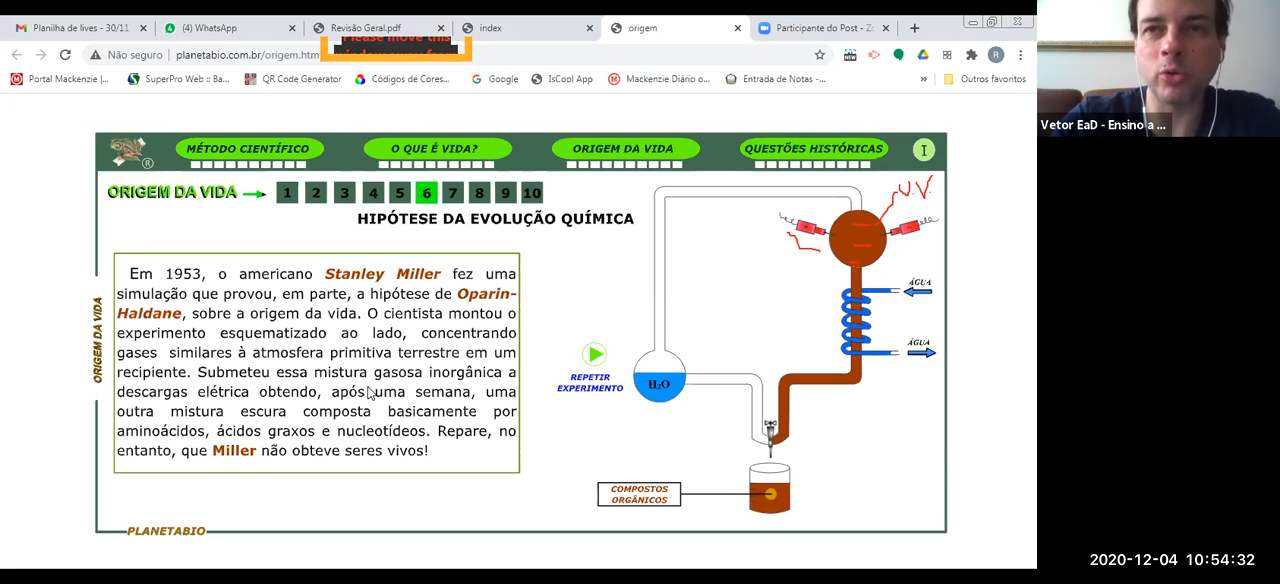 Planilha de lives - 30/11
(4) WhatsApp
Revisão Geral.pdf
index
origem
Participante do Post - Zo
Please move this
Não seguro
planetabio.com.br/origem.htm
Portal Mackenzie |...
SuperPro Web :: Ba...
QR Code Generator
Códigos de Cores...
Google
IsCool App
Mackenzie Diário o...
Entrada de Notas -...
»
Outros favoritos
Vetor EaD - Ensino a ...
MÉTODO CIENTÍFICO
O QUE É VIDA?
ORIGEM DA VIDA
QUESTÕES HISTÓRICAS
I
ORIGEM DA VIDA
1 2 3 4 5 6 7 8 9 10
HIPÓTESE DA EVOLUÇÃO QUÍMICA
U.V.
Em 1953, o americano Stanley Miller fez uma
simulação que provou, em parte, a hipótese de Oparin-
Haldane, sobre a origem da vida. O cientista montou o
experimento esquematizado ao lado, concentrando
gases similares à atmosfera primitiva terrestre em um
recipiente. Submeteu essa mistura gasosa inorgânica a
descargas elétrica obtendo, após uma semana, uma
outra mistura escura composta basicamente por
aminoácidos, ácidos graxos e nucleotídeos. Repare, no
entanto, que Miller não obteve seres vivos!
ORIGEM DA VIDA
ÁGUA
ÁGUA
REPETIR
EXPERIMENTO
H₂O
COMPOSTOS
ORGÂNICOS
PLANETABIO
2020-12-04 10:54:32